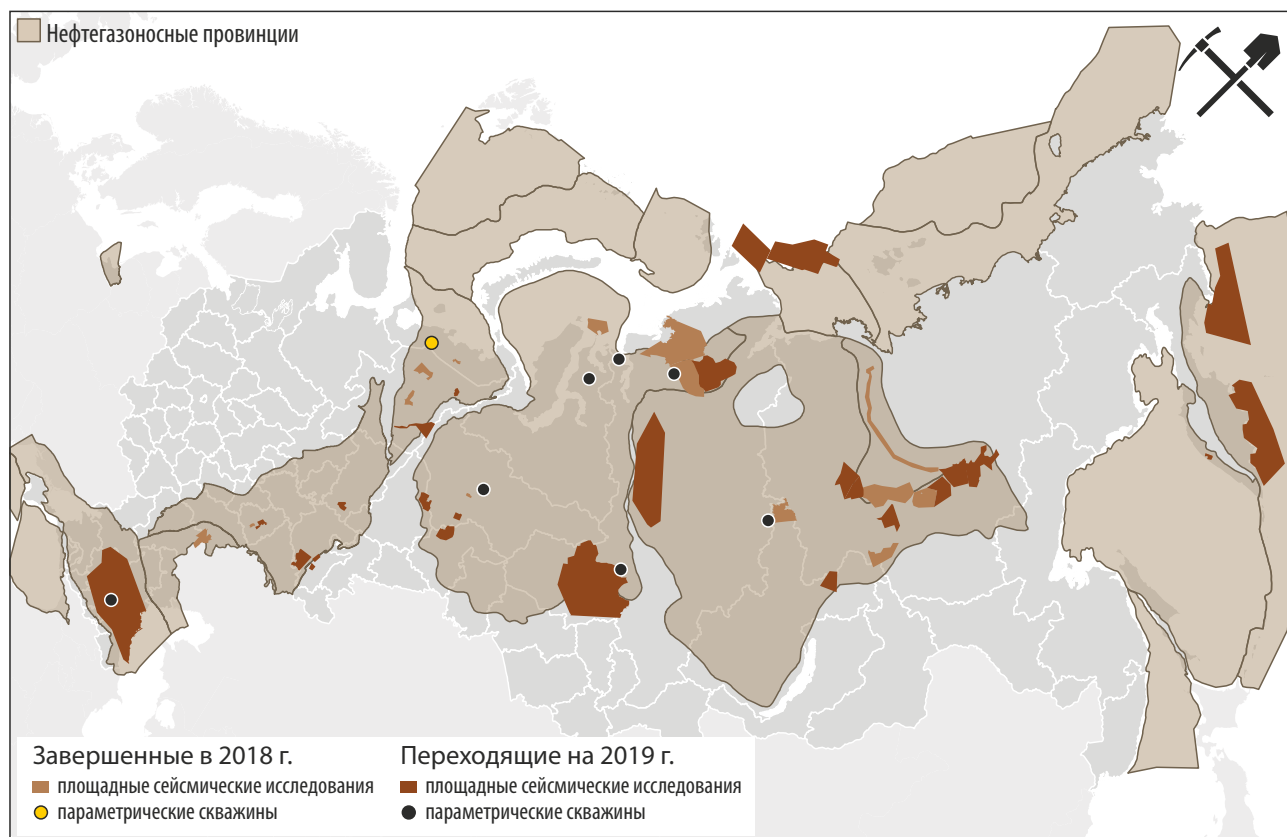 Нефтегазоносные провинции
Завершенные в 2018 г.
площадные сейсмические исследования
параметрические скважины
Переходящие на 2019 г.
площадные сейсмические исследования
параметрические скважины